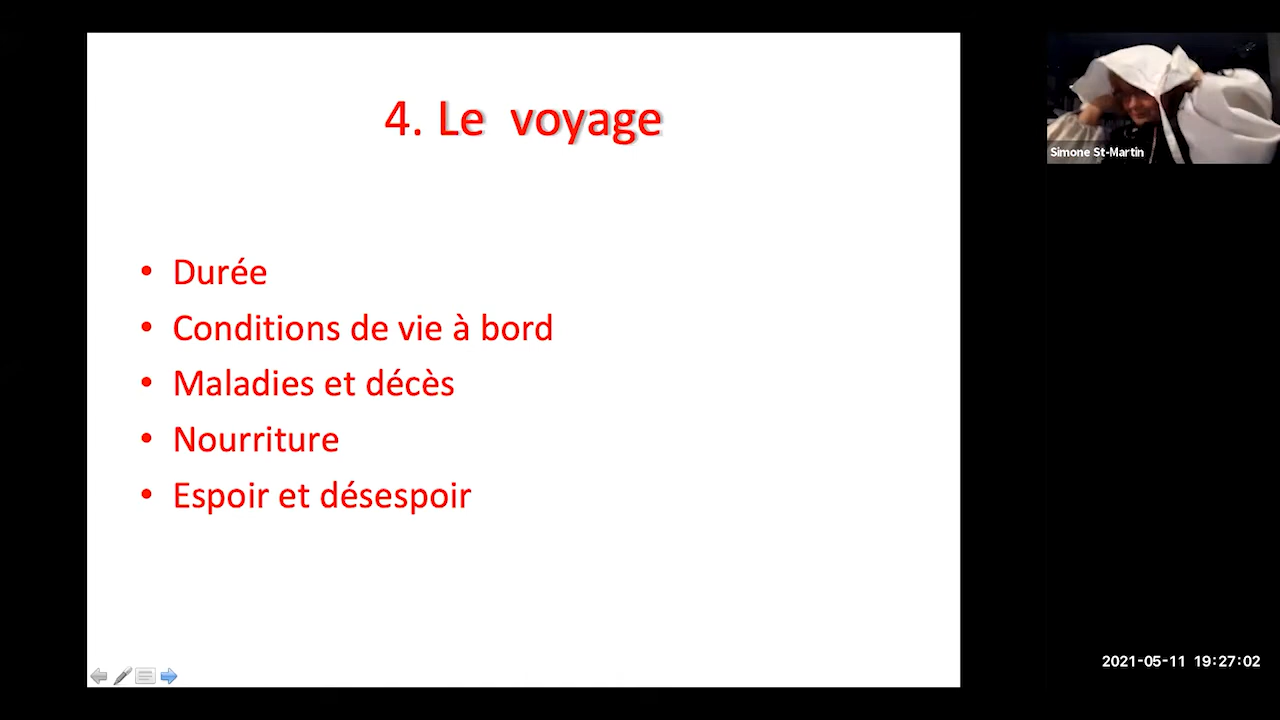 4. Le voyage
• Durée
• Conditions de vie à bord
• Maladies et décès
• Nourriture
• Espoir et désespoir
Simone St-Martin
2021-05-11 19:27:02